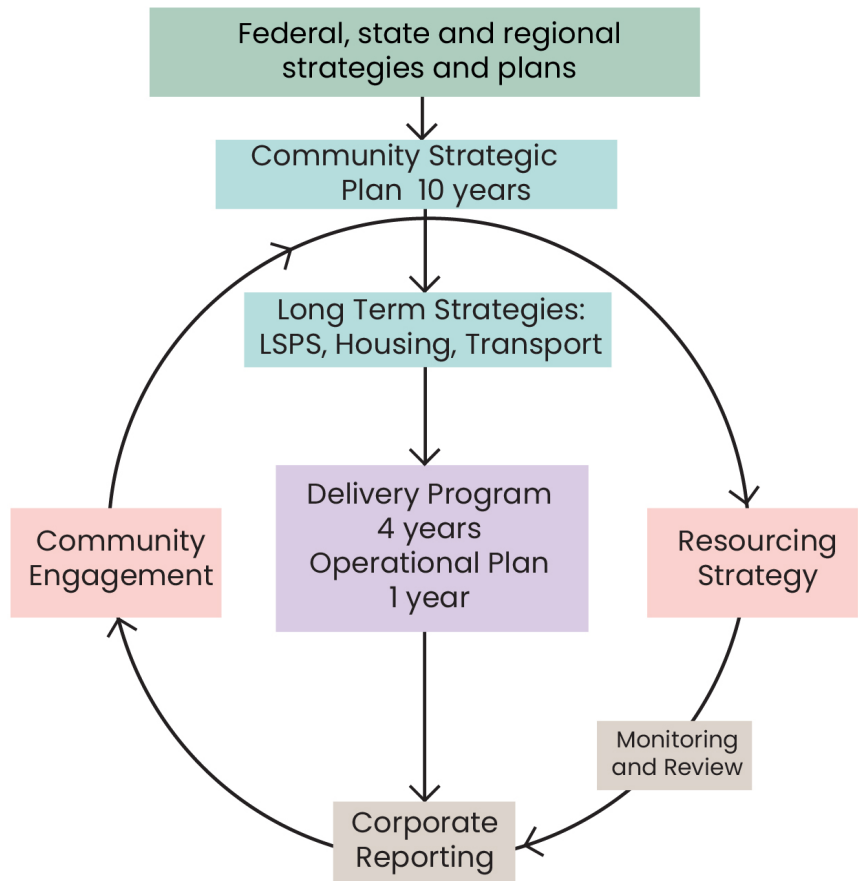 Federal, state and regional
strategies and plans
Community Strategic
Plan 10 years
Long Term Strategies:
LSPS, Housing, Transport
Delivery Program
4 years
Operational Plan
1 year
Community
Engagement
Resourcing
Strategy
Monitoring
and Review
Corporate
Reporting